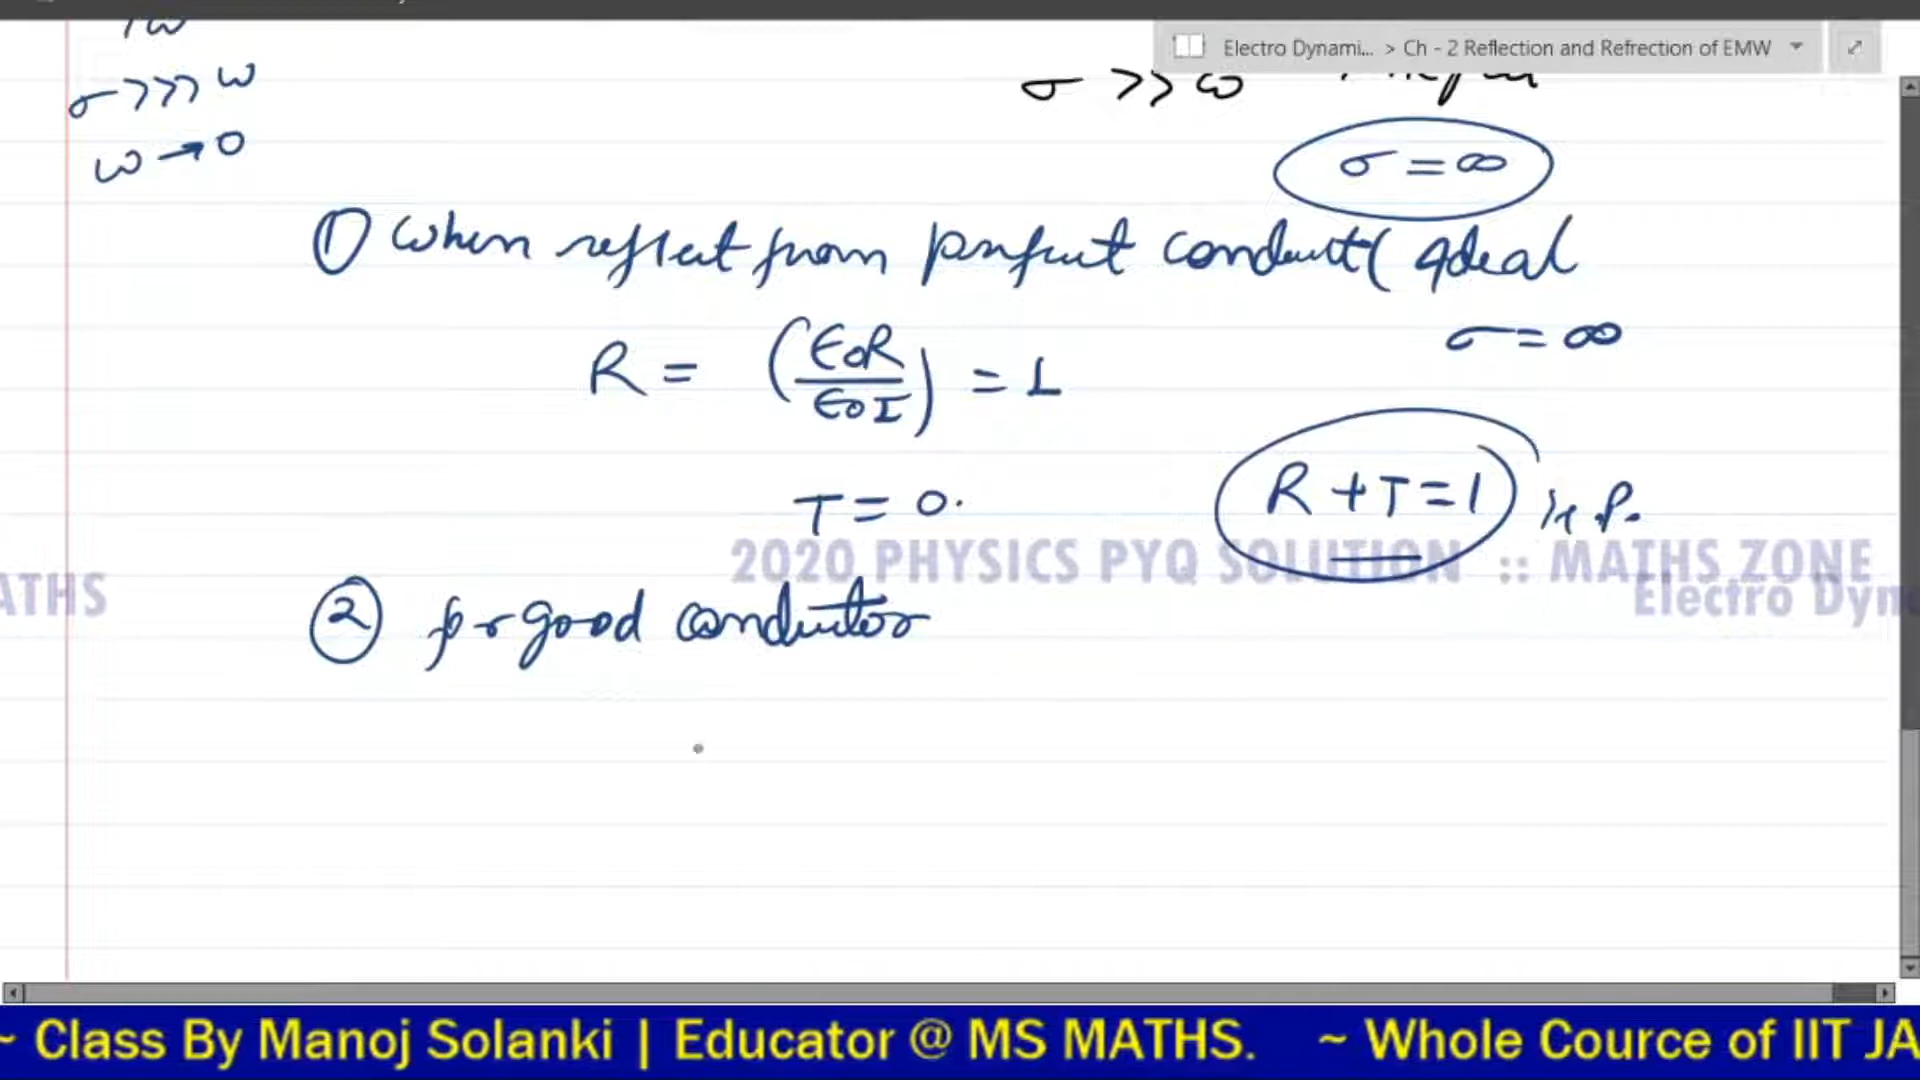 Electro Dynami... > Ch - 2 Reflection and Refrection of EMW
σ >>> ω
ω → 0
σ >> ω
σ = ∞
① When reflect from perfect conduct( Ideal
σ = ∞
R = (E0R/E0I) = 1
R + T = 1
T = 0.
2020 PHYSICS PYQ SOLUITION :: MATHS ZONE
ATHS
Electro Dyn
② for good conductor
~ Class By Manoj Solanki | Educator @ MS MATHS. ~ Whole Cource of IIT JA